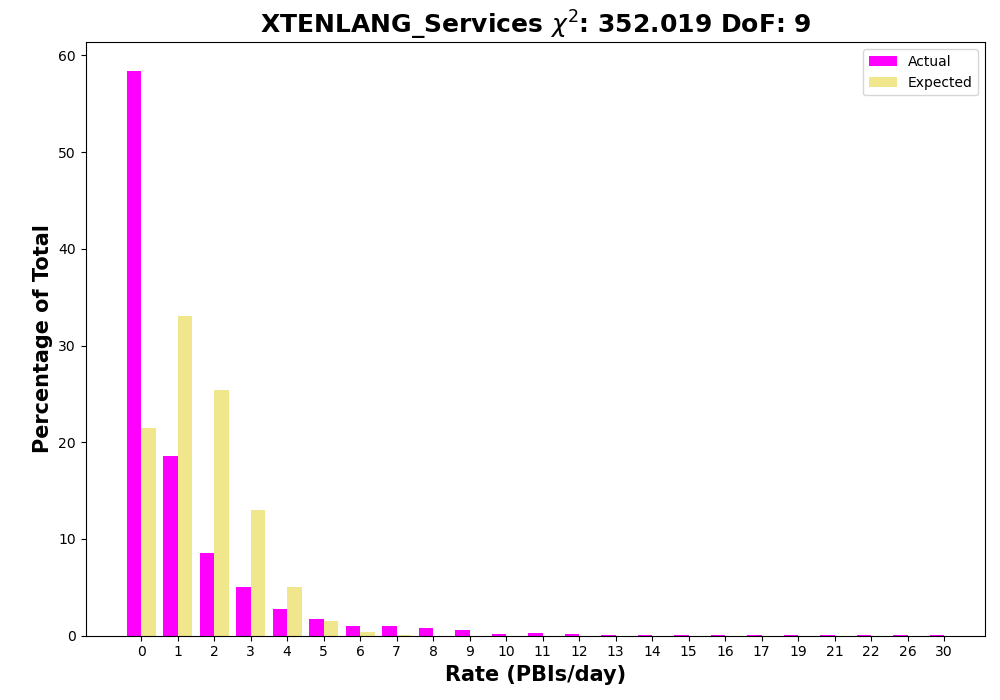 XTENLANG_Services χ²: 352.019 DoF: 9
Actual
Expected
60
50
40
30
20
10
0
Percentage of Total
0 1 2 3 4 5 6 7 8 9 10 11 12 13 14 15 16 17 19 21 22 26 30
Rate (PBIs/day)